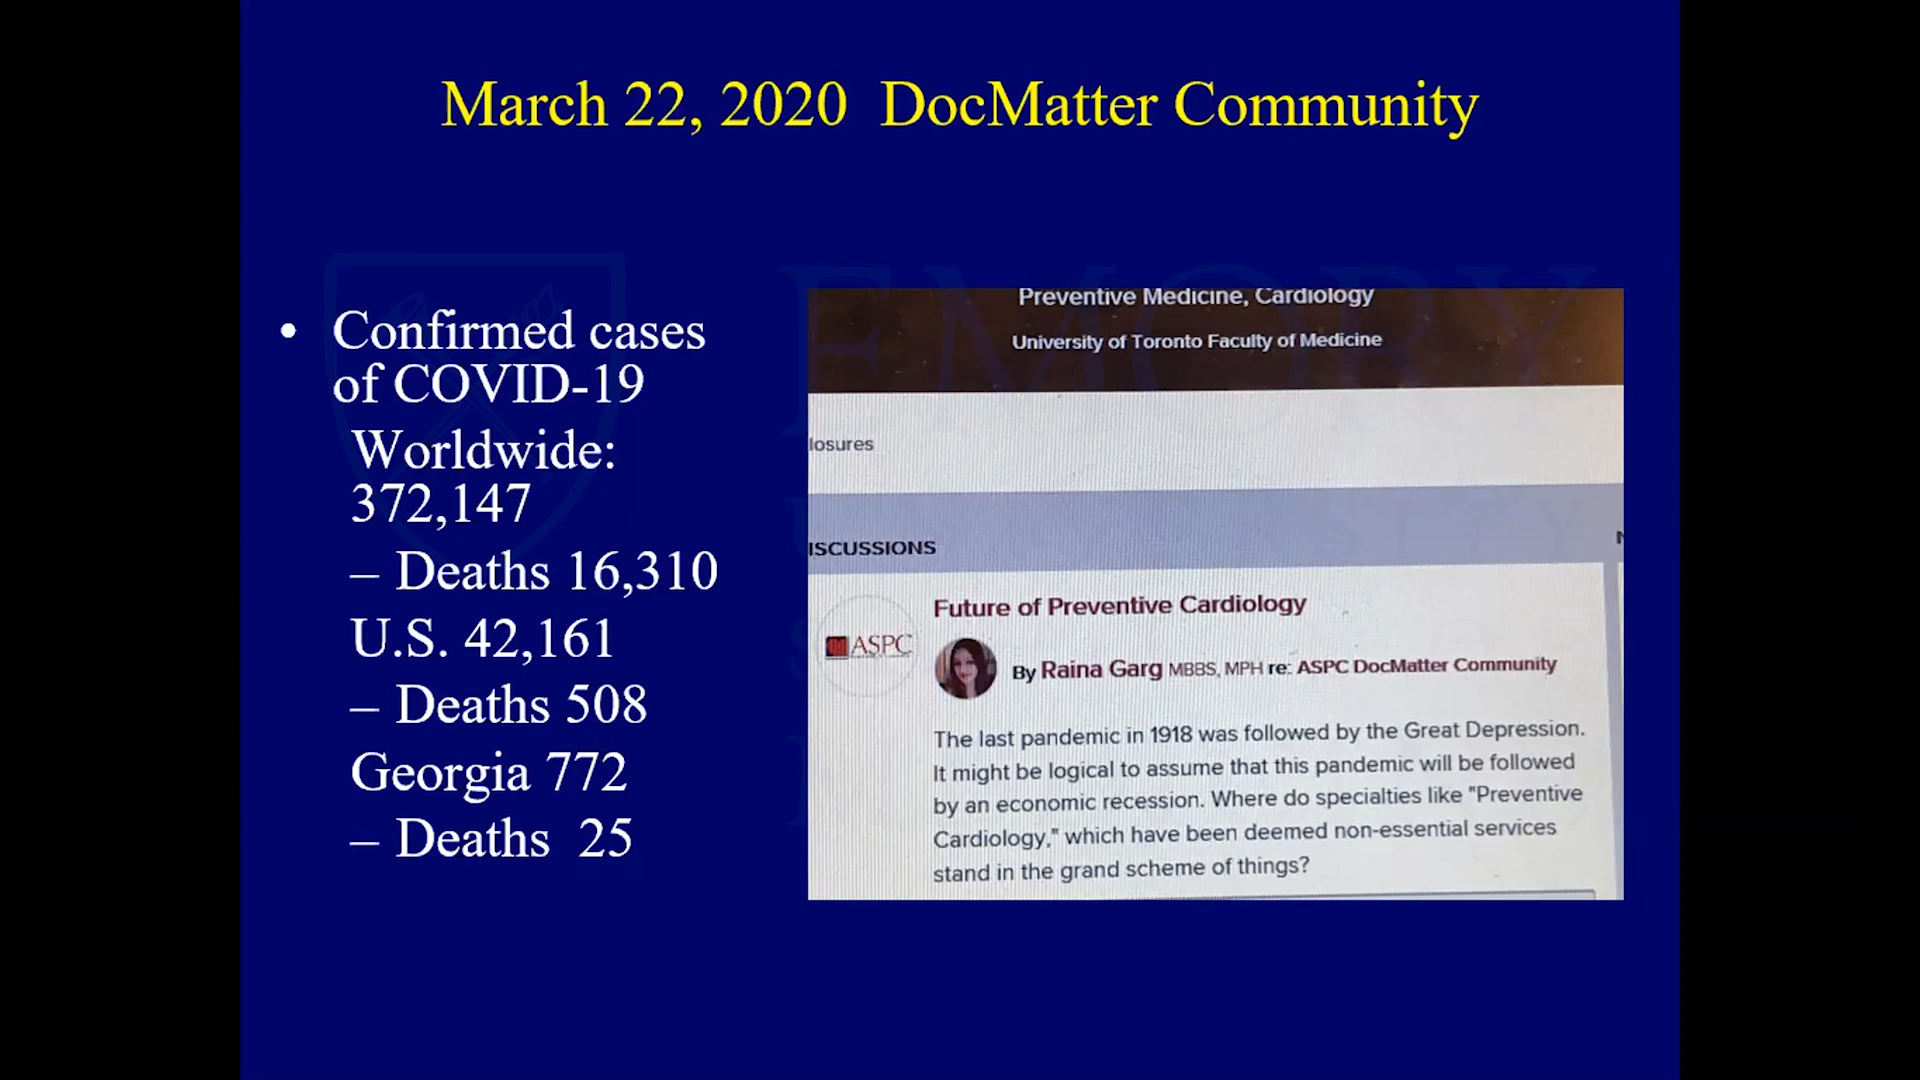 March 22, 2020 DocMatter Community
• Confirmed cases
of COVID-19
Worldwide:
372,147
– Deaths 16,310
U.S. 42,161
– Deaths 508
Georgia 772
– Deaths 25
EMORY
Preventive Medicine, Cardiology
University of Toronto Faculty of Medicine
losures
ISCUSSIONS
ASPC
Future of Preventive Cardiology
By Raina Garg MBBS, MPH re: ASPC DocMatter Community
The last pandemic in 1918 was followed by the Great Depression.
It might be logical to assume that this pandemic will be followed
by an economic recession. Where do specialties like "Preventive
Cardiology," which have been deemed non-essential services
stand in the grand scheme of things?